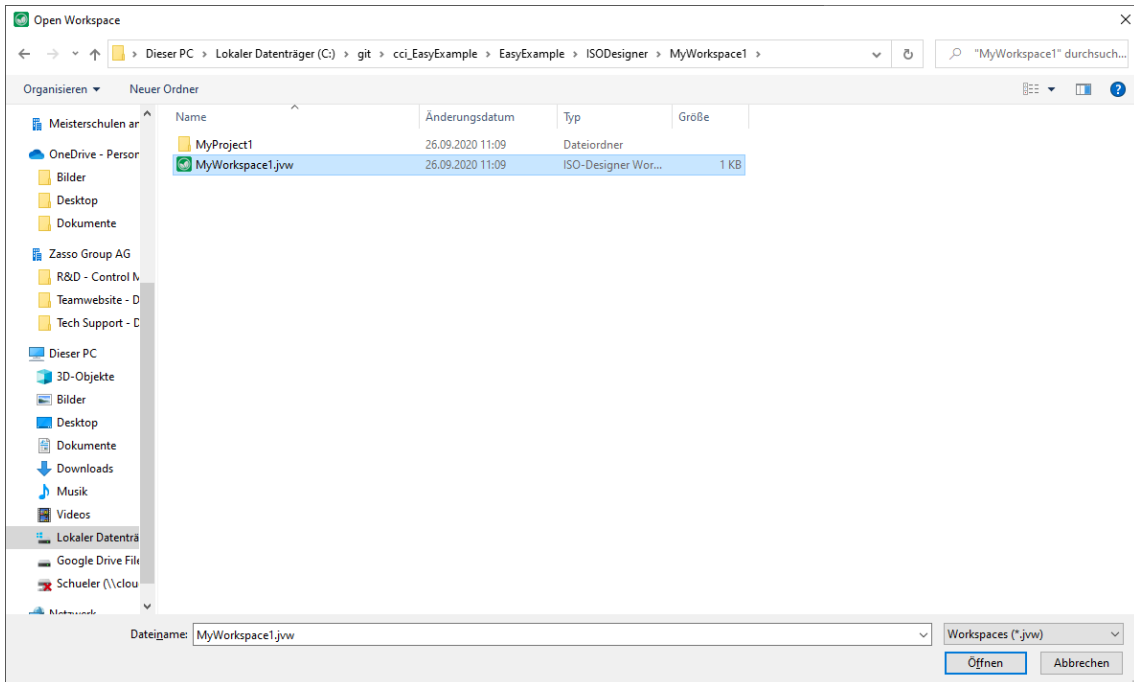 Open Workspace
Dieser PC > Lokaler Datenträger (C:) > git > cci_EasyExample > EasyExample > ISODesigner > MyWorkspace1 >
"MyWorkspace1" durchsuch...
Organisieren Neuer Ordner
Name Änderungsdatum Typ Größe
MyProject1 26.09.2020 11:09 Dateiordner
MyWorkspace1.jvw 26.09.2020 11:09 ISO-Designer Wor... 1 KB
Meisterschulen ar
OneDrive - Person
Bilder
Desktop
Dokumente
Zasso Group AG
R&D - Control M
Teamwebsite - D
Tech Support - D
Dieser PC
3D-Objekte
Bilder
Desktop
Dokumente
Downloads
Musik
Videos
Lokaler Datenträ
Google Drive File
Schueler (\\clou
Netzwerk
Dateiname: MyWorkspace1.jvw
Workspaces (*.jvw)
Öffnen Abbrechen